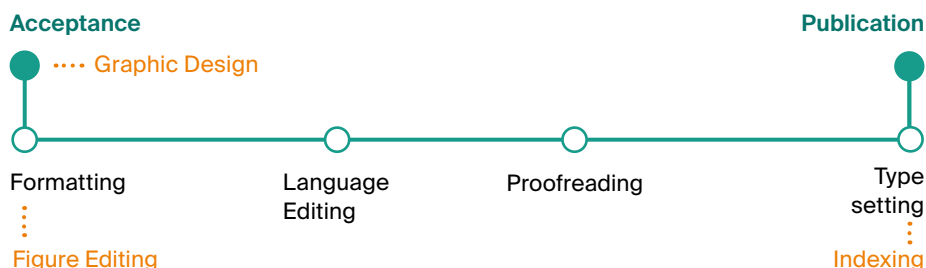 Acceptance
Publication
Graphic Design
Formatting
Language
Editing
Proofreading
Type
setting
Figure Editing
Indexing